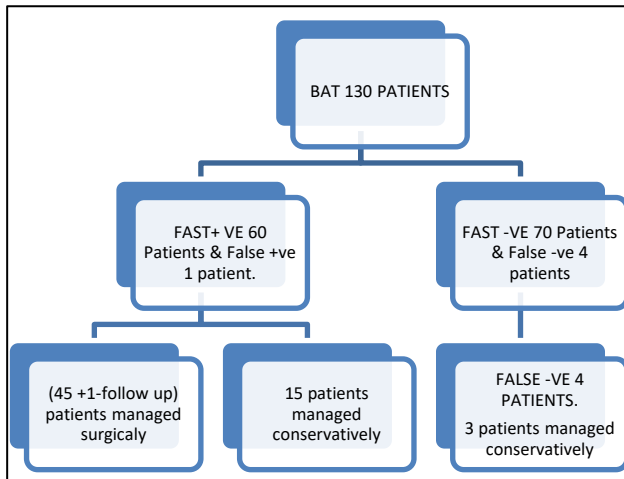 BAT 130 PATIENTS
FAST+ VE 60
Patients & False +ve
1 patient.
FAST -VE 70 Patients
& False -ve 4
patients
(45 +1-follow up)
patients managed
surgicaly
15 patients
managed
conservatively
FALSE -VE 4
PATIENTS.
3 patients managed
conservatively